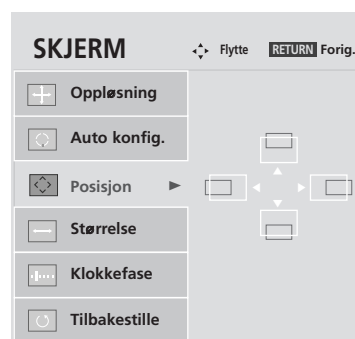 SKJERM
Flytte RETURN Forig.
Oppløsning
Auto konfig.
Posisjon
Størrelse
Klokkefase
Tilbakestille